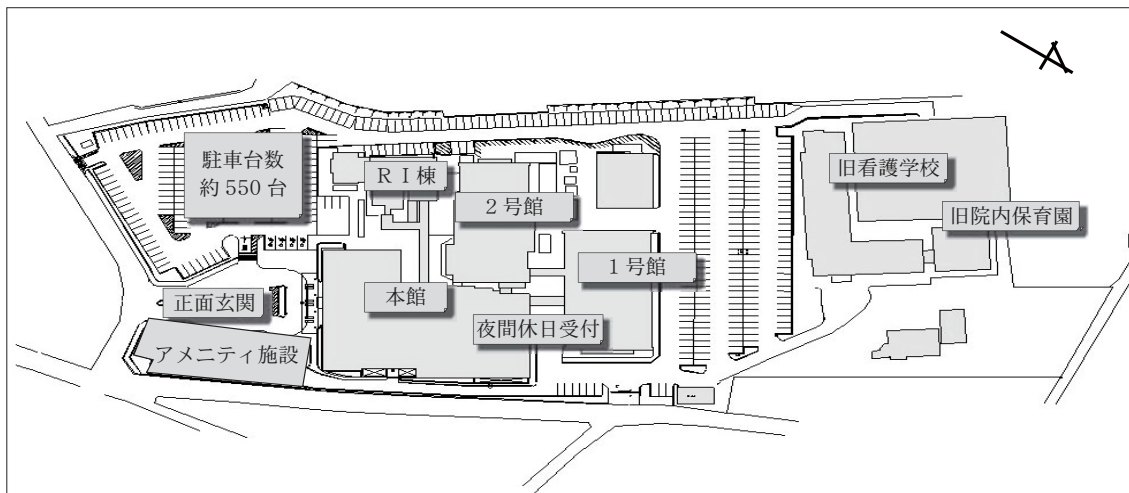 駐車台数
約 550 台
ＲＩ棟
２号館
旧看護学校
旧院内保育園
１号館
本館
正面玄関
夜間休日受付
アメニティ施設